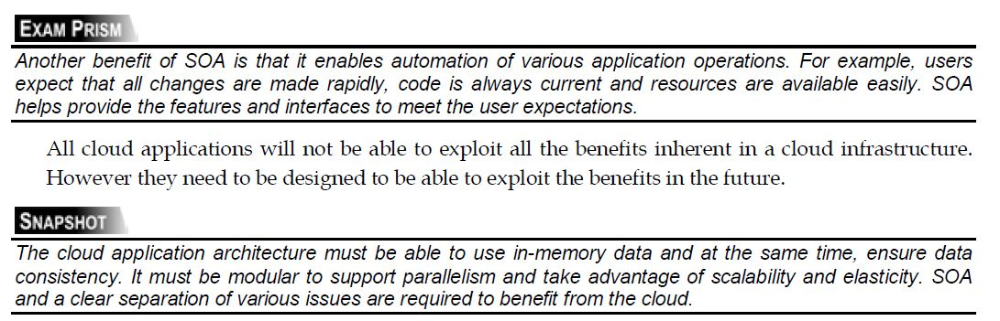 EXAM PRISM
Another benefit of SOA is that it enables automation of various application operations. For example, users
expect that all changes are made rapidly, code is always current and resources are available easily. SOA
helps provide the features and interfaces to meet the user expectations.
All cloud applications will not be able to exploit all the benefits inherent in a cloud infrastructure.
However they need to be designed to be able to exploit the benefits in the future.
SNAPSHOT
The cloud application architecture must be able to use in-memory data and at the same time, ensure data
consistency. It must be modular to support parallelism and take advantage of scalability and elasticity. SOA
and a clear separation of various issues are required to benefit from the cloud.